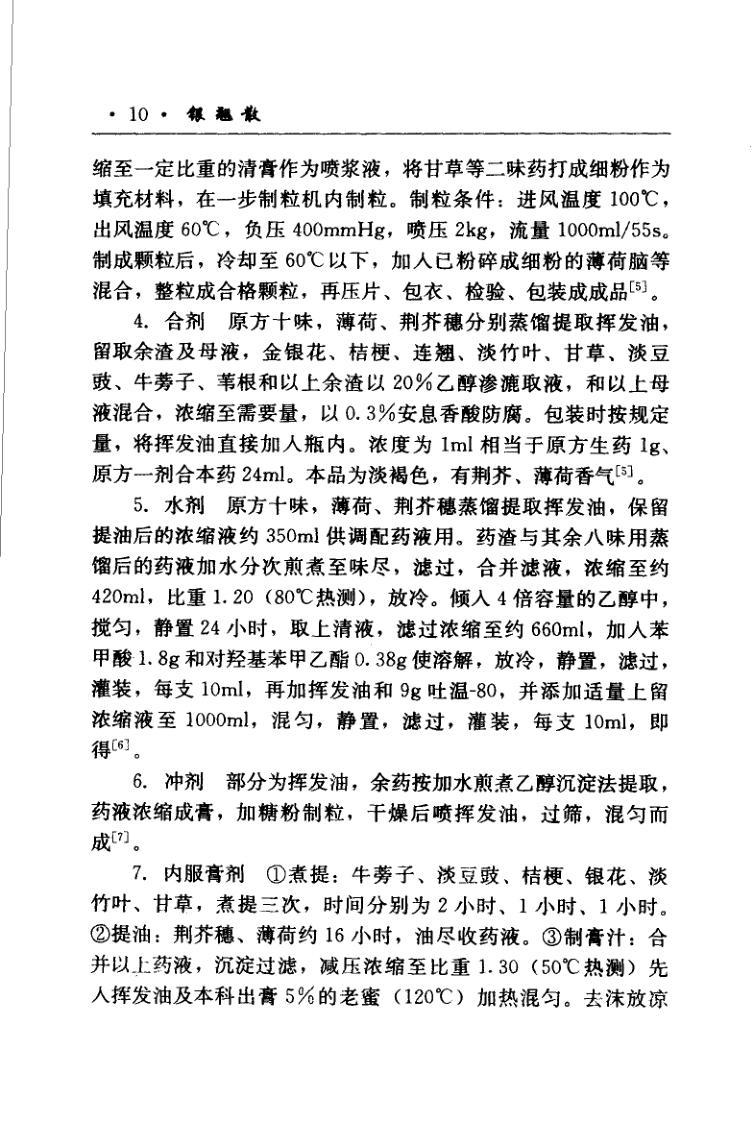 · 10 · 银翘散
缩至一定比重的清膏作为喷浆液，将甘草等二味药打成细粉作为
填充材料，在一步制粒机内制粒。制粒条件：进风温度 100℃，
出风温度 60℃，负压 400mmHg，喷压 2kg，流量 1000ml/55s。
制成颗粒后，冷却至 60℃以下，加入已粉碎成细粉的薄荷脑等
混合，整粒成合格颗粒，再压片、包衣、检验、包装成成品[5]。
4. 合剂 原方十味，薄荷、荆芥穗分别蒸馏提取挥发油，
留取余渣及母液，金银花、桔梗、连翘、淡竹叶、甘草、淡豆
豉、牛蒡子、苇根和以上余渣以 20%乙醇渗漉取液，和以上母
液混合，浓缩至需要量，以 0.3%安息香酸防腐。包装时按规定
量，将挥发油直接加入瓶内。浓度为 1ml 相当于原方生药 1g、
原方一剂合本药 24ml。本品为淡褐色，有荆芥、薄荷香气[5]。
5. 水剂 原方十味，薄荷、荆芥穗蒸馏提取挥发油，保留
提油后的浓缩液约 350ml 供调配药液用。药渣与其余八味用蒸
馏后的药液加水分次煎煮至味尽，滤过，合并滤液，浓缩至约
420ml，比重 1.20（80℃热测），放冷。倾入 4 倍容量的乙醇中，
搅匀，静置 24 小时，取上清液，滤过浓缩至约 660ml，加入苯
甲酸 1.8g 和对羟基苯甲乙酯 0.38g 使溶解，放冷，静置，滤过，
灌装，每支 10ml，再加挥发油和 9g 吐温-80，并添加适量上留
浓缩液至 1000ml，混匀，静置，滤过，灌装，每支 10ml，即
得[6]。
6. 冲剂 部分为挥发油，余药按加水煎煮乙醇沉淀法提取，
药液浓缩成膏，加糖粉制粒，干燥后喷挥发油，过筛，混匀而
成[7]。
7. 内服膏剂 ①煮提：牛蒡子、淡豆豉、桔梗、银花、淡
竹叶、甘草，煮提三次，时间分别为 2 小时、1 小时、1 小时。
②提油：荆芥穗、薄荷约 16 小时，油尽收药液。③制膏汁：合
并以上药液，沉淀过滤，减压浓缩至比重 1.30（50℃热测）先
入挥发油及本科出膏 5%的老蜜（120℃）加热混匀。去沫放凉